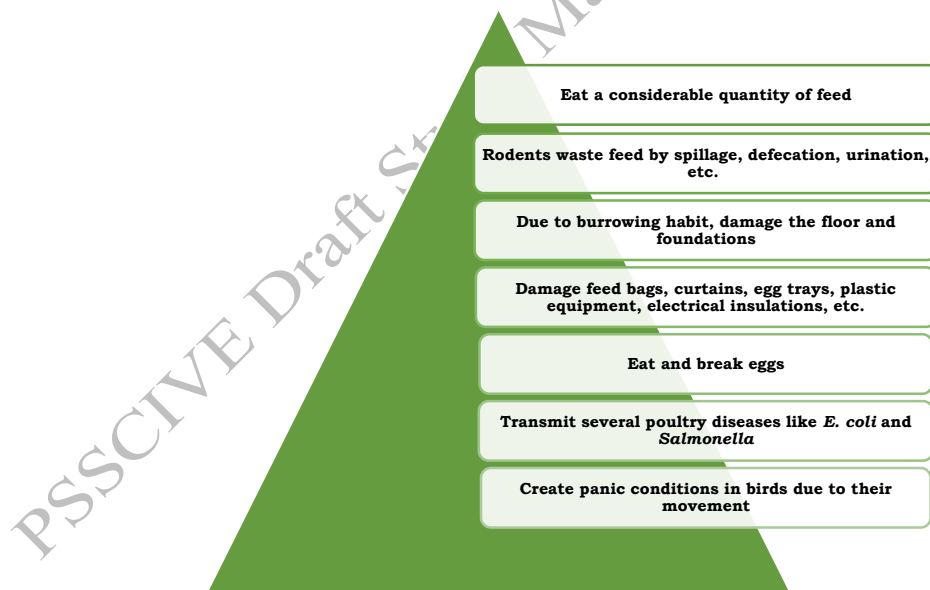 Eat a considerable quantity of feed
Rodents waste feed by spillage, defecation, urination,
etc.
Due to burrowing habit, damage the floor and
foundations
Damage feed bags, curtains, egg trays, plastic
equipment, electrical insulations, etc.
Eat and break eggs
Transmit several poultry diseases like E. coli and
Salmonella
Create panic conditions in birds due to their
movement
PSSCIVE Draft